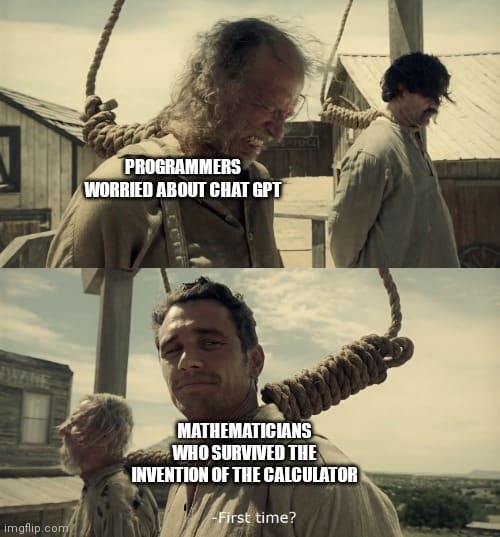 PROGRAMMERS
WORRIED ABOUT CHAT GPT
MATHEMATICIANS
WHO SURVIVED THE
INVENTION OF THE CALCULATOR
-First time?
imgflip.com